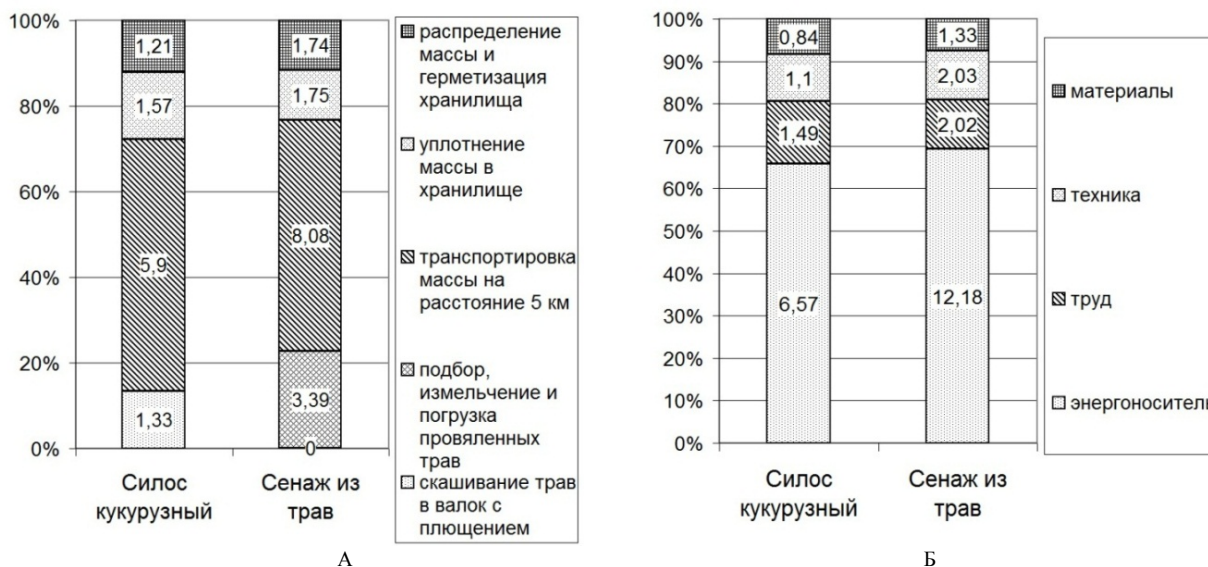 100%
80%
60%
40%
20%
0%
1,21
1,57
5,9
1,33
1,74
1,75
8,08
3,39
0
Силос
кукурузный
Сенаж из
трав
распределение
массы и
герметизация
хранилища
уплотнение
массы в
хранилище
транспортировка
массы на
расстояние 5 км
подбор,
измельчение и
погрузка
провяленных
трав
скашивание трав
в валок с
плющением
А
100%
90%
80%
70%
60%
50%
40%
30%
20%
10%
0%
0,84
1,1
1,49
6,57
1,33
2,03
2,02
12,18
Силос
кукурузный
Сенаж из
трав
материалы
техника
труд
энергоноситель
Б